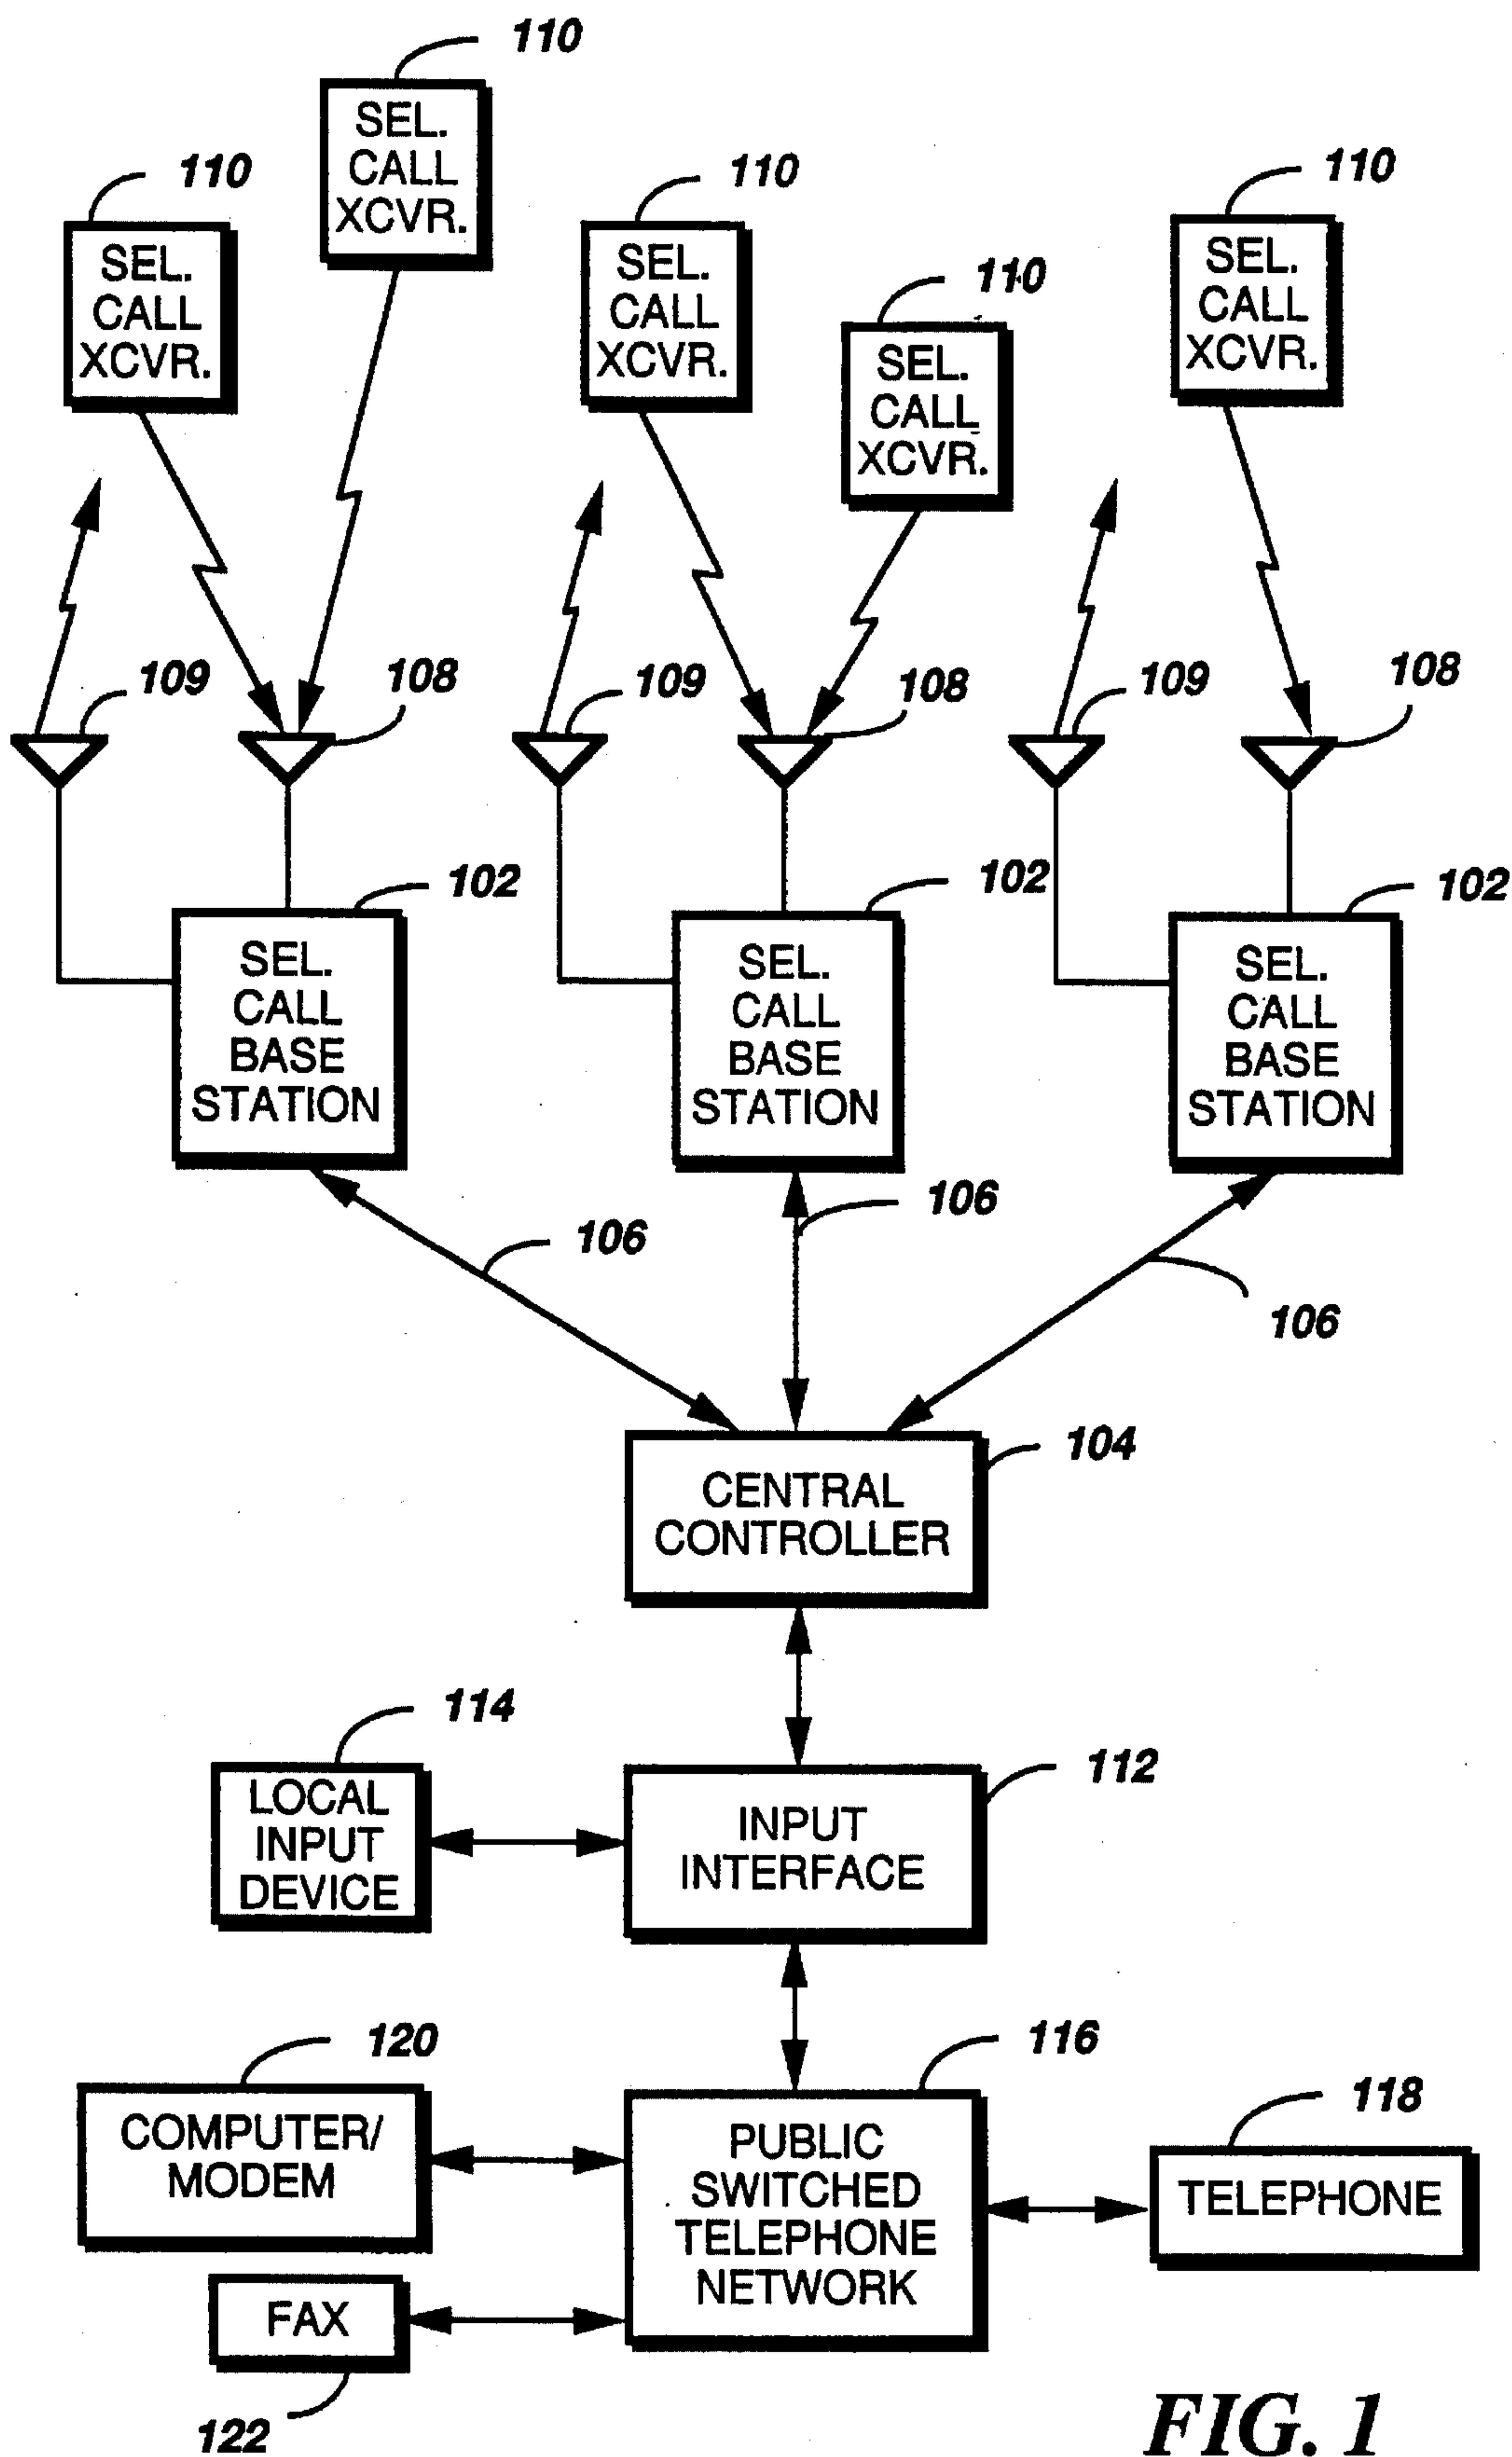 110
SEL.
CALL
XCVR.
110
SEL.
CALL
XCVR.
110
SEL.
CALL
XCVR.
110
SEL.
CALL
XCVR.
110
SEL.
CALL
XCVR.
109
108
109
108
109
108
102
SEL.
CALL
BASE
STATION
102
SEL.
CALL
BASE
STATION
102
SEL.
CALL
BASE
STATION
106
106
106
104
CENTRAL
CONTROLLER
114
LOCAL
INPUT
DEVICE
112
INPUT
INTERFACE
120
COMPUTER/
MODEM
116
PUBLIC
SWITCHED
TELEPHONE
NETWORK
118
TELEPHONE
FAX
122
FIG. 1